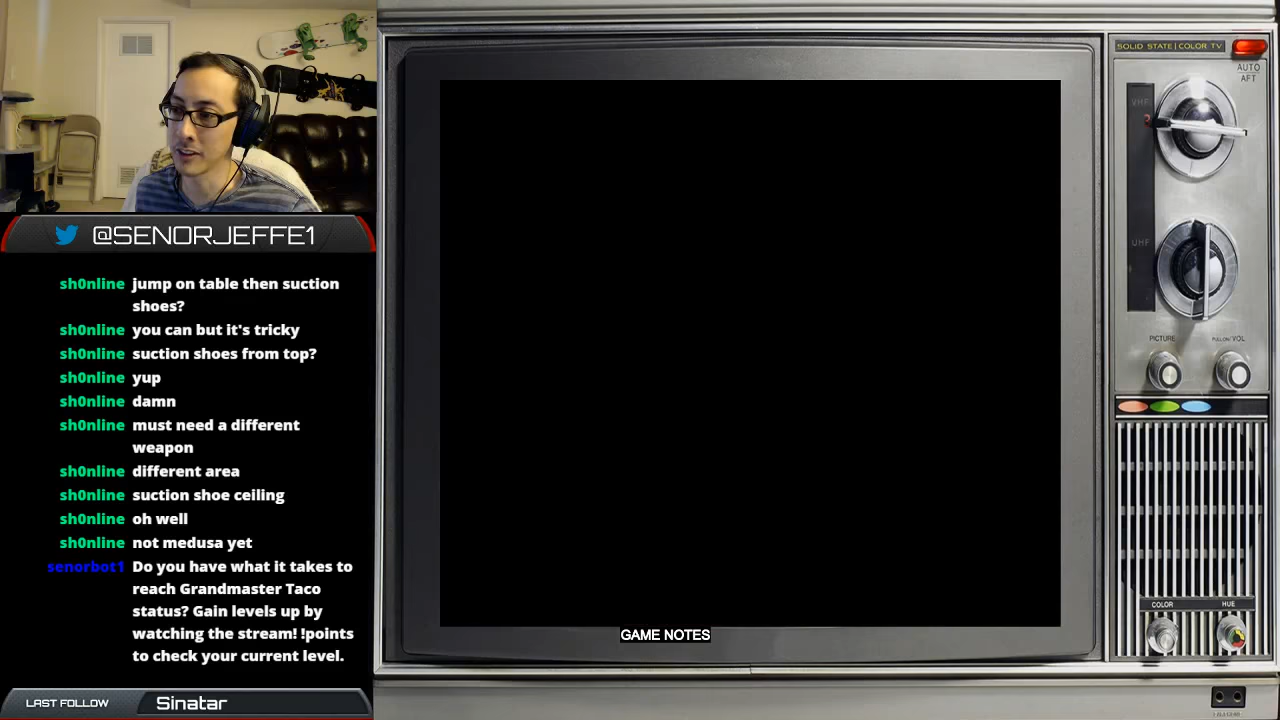 @SENORJEFFE1
sh0nline jump on table then suction
shoes?
sh0nline you can but it's tricky
sh0nline suction shoes from top?
sh0nline yup
sh0nline damn
sh0nline must need a different
weapon
sh0nline different area
sh0nline suction shoe ceiling
sh0nline oh well
sh0nline not medusa yet
senorbot1 Do you have what it takes to
reach Grandmaster Taco
status? Gain levels up by
watching the stream! !points
to check your current level.
LAST FOLLOW Sinatar
GAME NOTES
SOLID STATE | COLOR TV
AUTO
AFT
VHF
UHF
PICTURE
VOL
COLOR HUE